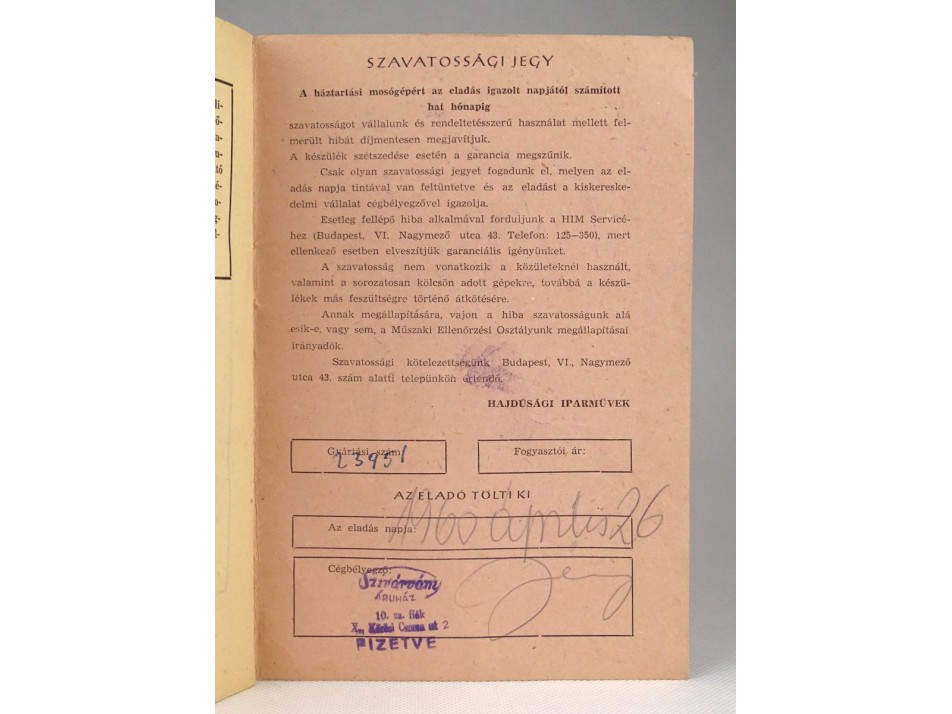 SZAVATOSSÁGI JEGY
A háztartási mosógépért az eladás igazolt napjától számított
hat hónapig
szavatosságot vállalunk és rendeltetésszerű használat mellett fel-
merült hibát díjmentesen megjavítjuk.
A készülék szétszedése esetén a garancia megszűnik.
Csak olyan szavatossági jegyet fogadunk el, melyen az el-
adás napja tintával van feltüntetve és az eladást a kiskereske-
delmi vállalat cégbélyegzővel igazolja.
Esetleg fellépő hiba alkalmával forduljunk a HIM Servicé-
hez (Budapest, VI. Nagymező utca 43. Telefon: 125—350), mert
ellenkező esetben elveszítjük garanciális igényünket.
A szavatosság nem vonatkozik a közületeknél használt,
valamint a sorozatosan kölcsön adott gépekre, továbbá a készü-
lékek más feszültségre történő átkötésére.
Annak megállapítására, vajon a hiba szavatosságunk alá
esik-e, vagy sem, a Műszaki Ellenőrzési Osztályunk megállapításai
irányadók.
Szavatossági kötelezettségünk Budapest, VI., Nagymező
utca 43. szám alatti telepünkön értendő.
HAJDÚSÁGI IPARMŰVEK
Gyártási szám:
23951
Fogyasztói ár:
AZ ELADÓ TÖLTI KI
Az eladás napja: 1960 április 26
Cégbélyegző:
Szivárvány
ÁRUHÁZ
10. sz. fiók
X., Kőrösi Csoma út 2
FIZETVE